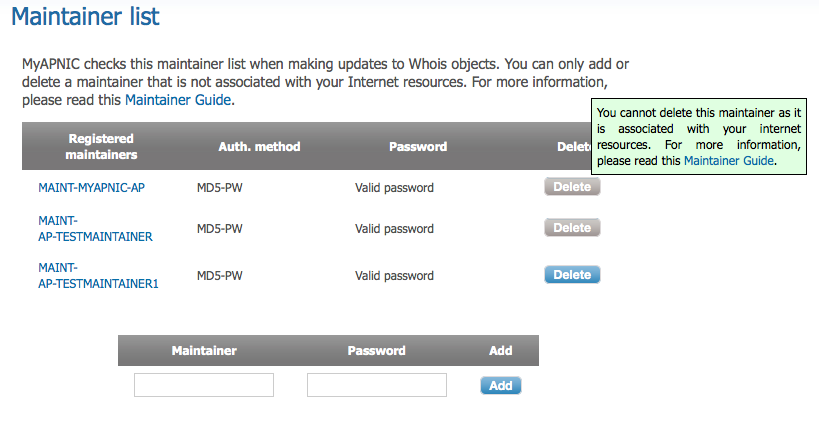 Maintainer list
MyAPNIC checks this maintainer list when making updates to Whois objects. You can only add or
delete a maintainer that is not associated with your Internet resources. For more information,
please read this Maintainer Guide.
You cannot delete this maintainer as it
is associated with your internet
resources. For more information,
please read this Maintainer Guide.
Registered
maintainers
Auth. method
Password
MAINT-MYAPNIC-AP
MD5-PW
Valid password
Delete
MAINT-
AP-TESTMAINTAINER
MD5-PW
Valid password
Delete
MAINT-
AP-TESTMAINTAINER1
MD5-PW
Valid password
Delete
Maintainer
Password
Add
Add